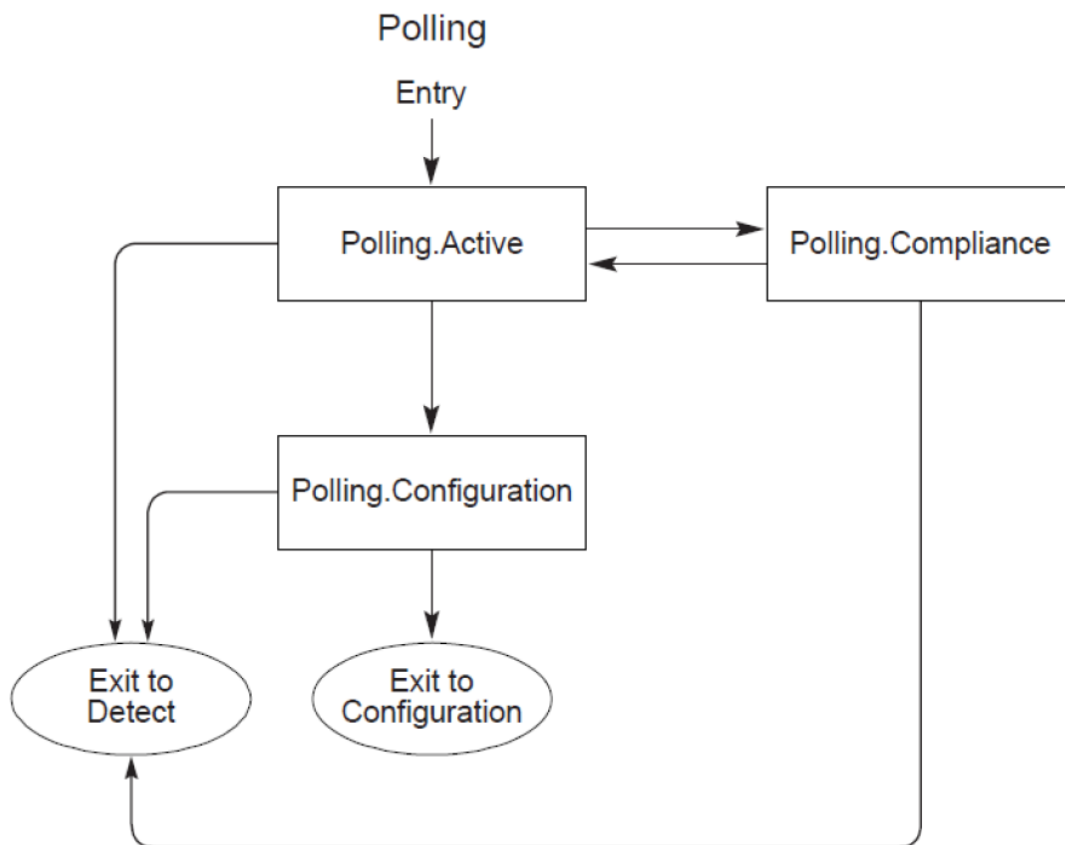 Polling
Entry
Polling.Active
Polling.Compliance
Polling.Configuration
Exit to
Detect
Exit to
Configuration